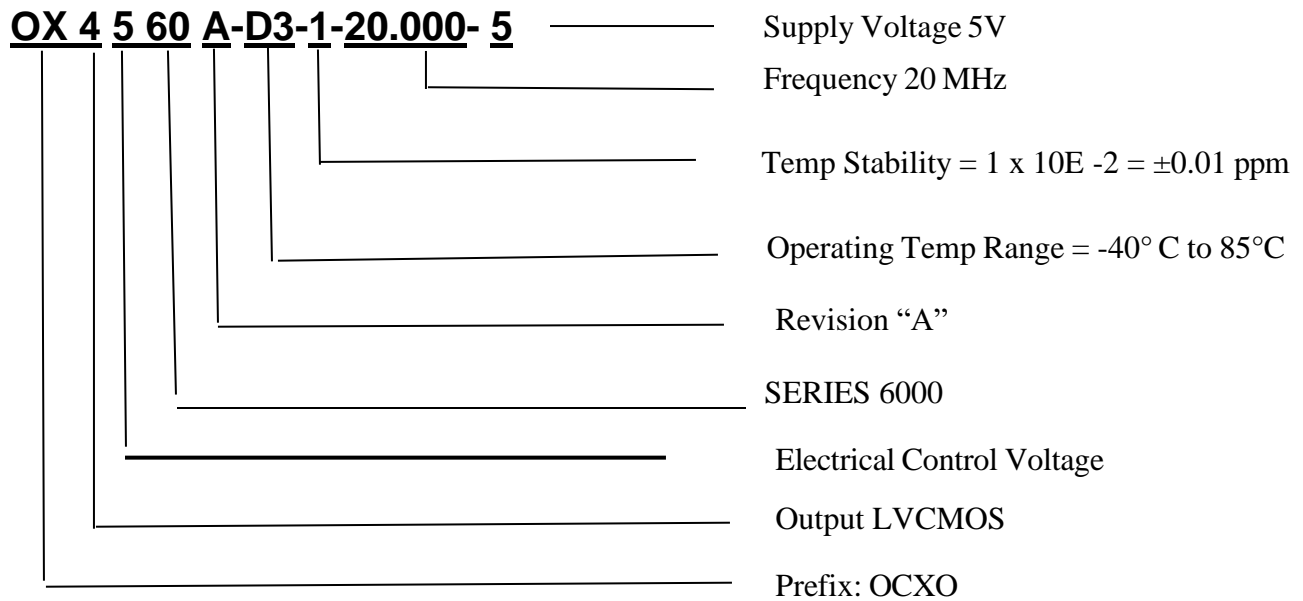 OX 4 5 60 A-D3-1-20.000- 5
Supply Voltage 5V
Frequency 20 MHz
Temp Stability = 1 x 10E -2 = ±0.01 ppm
Operating Temp Range = -40° C to 85°C
Revision “A”
SERIES 6000
Electrical Control Voltage
Output LVCMOS
Prefix: OCXO